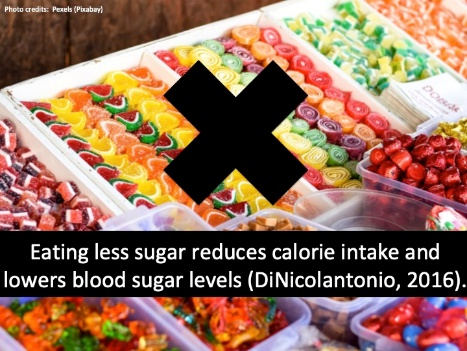 Photo credits:  Pexels (Pixabay)
Eating less sugar reduces calorie intake and
lowers blood sugar levels (DiNicolantonio, 2016).